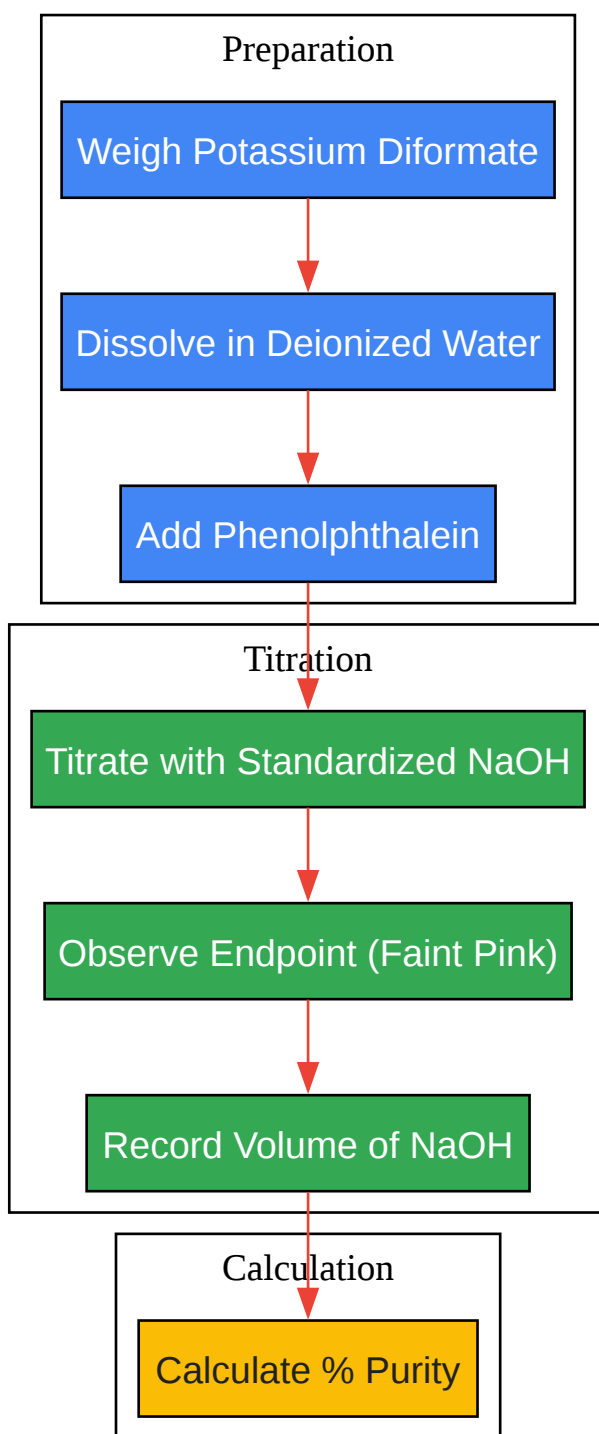 Preparation
Weigh Potassium Diformate
Dissolve in Deionized Water
Add Phenolphthalein
Titration
Titrate with Standardized NaOH
Observe Endpoint (Faint Pink)
Record Volume of NaOH
Calculation
Calculate % Purity